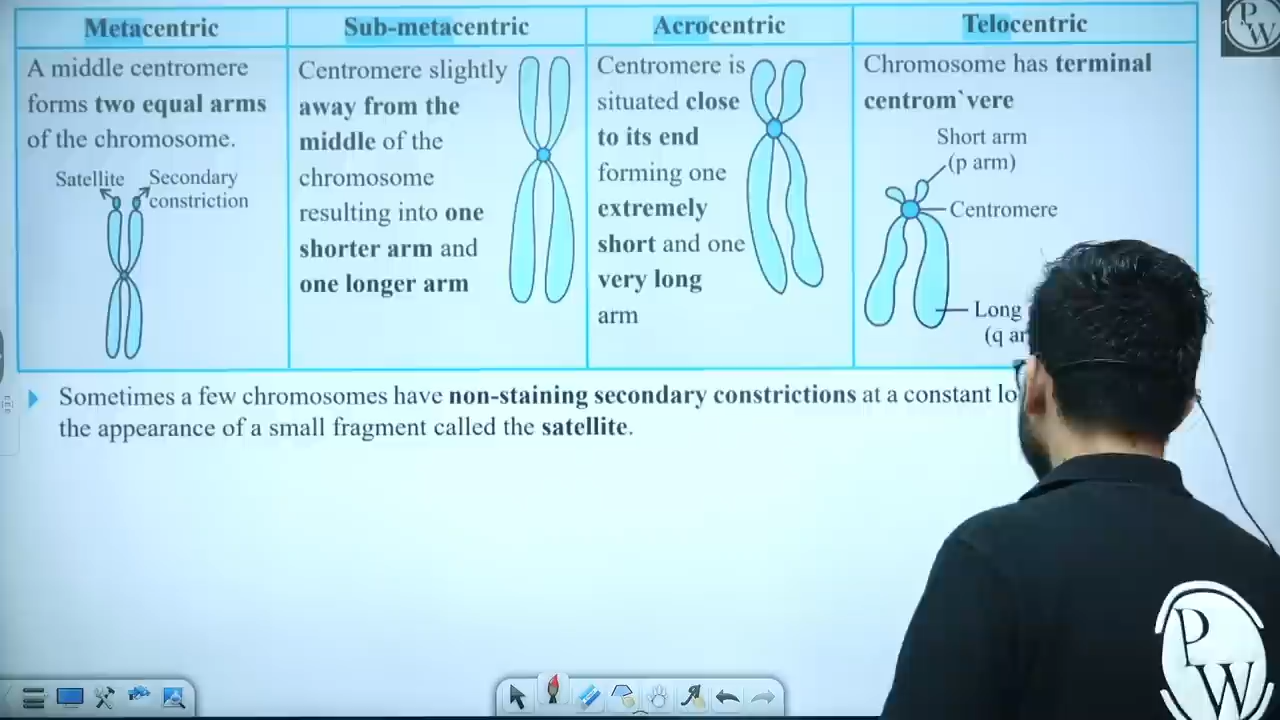 Metacentric
Sub-metacentric
Acrocentric
Telocentric
A middle centromere
forms two equal arms
of the chromosome.
Satellite
Secondary
constriction
Centromere slightly
away from the
middle of the
chromosome
resulting into one
shorter arm and
one longer arm
Centromere is
situated close
to its end
forming one
extremely
short and one
very long
arm
Chromosome has terminal
centrom`vere
Short arm
(p arm)
Centromere
Long
(q
Sometimes a few chromosomes have non-staining secondary constrictions at a constant
the appearance of a small fragment called the satellite.
P
W
P
W